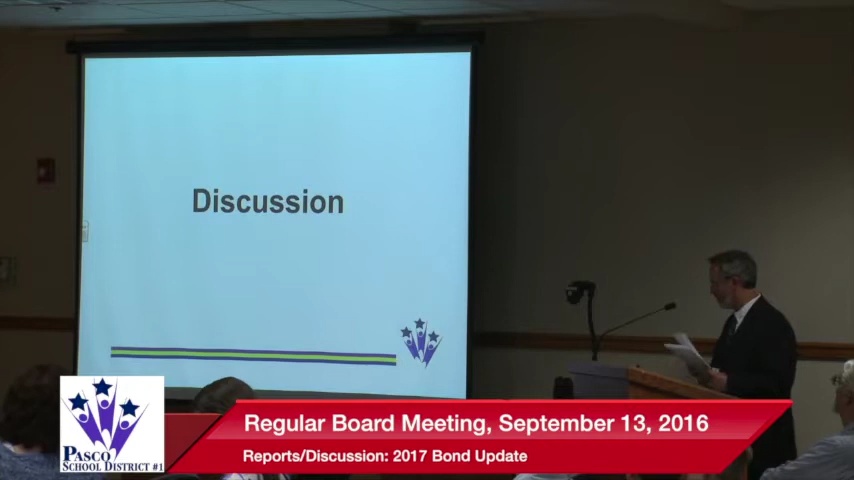 Discussion
Regular Board Meeting, September 13, 2016
Reports/Discussion: 2017 Bond Update
PASCO
SCHOOL DISTRICT #1